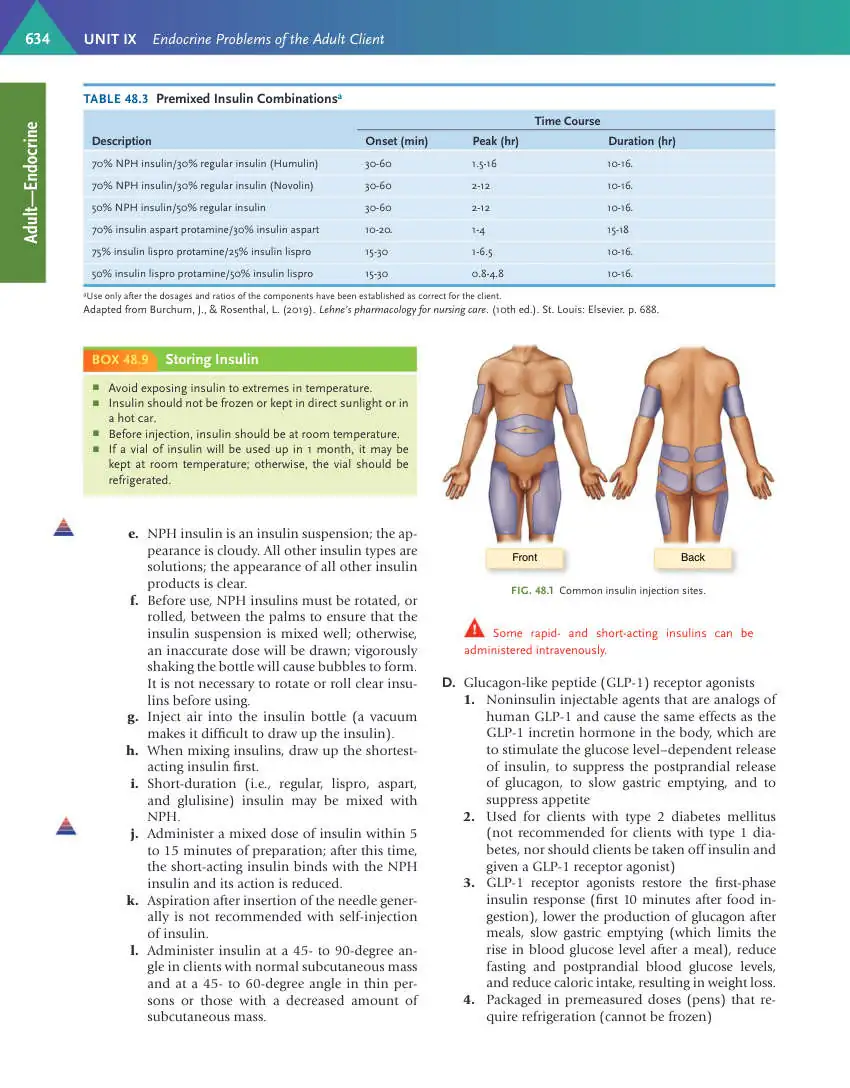 634 UNIT IX Endocrine Problems of the Adult Client
Adult—Endocrine
TABLE 48.3 Premixed Insulin Combinationsᵃ
Time Course
Description Onset (min) Peak (hr) Duration (hr)
70% NPH insulin/30% regular insulin (Humulin) 30-60 1.5-16 10-16.
70% NPH insulin/30% regular insulin (Novolin) 30-60 2-12 10-16.
50% NPH insulin/50% regular insulin 30-60 2-12 10-16.
70% insulin aspart protamine/30% insulin aspart 10-20. 1-4 15-18
75% insulin lispro protamine/25% insulin lispro 15-30 1-6.5 10-16.
50% insulin lispro protamine/50% insulin lispro 15-30 0.8-4.8 10-16.
ᵃUse only after the dosages and ratios of the components have been established as correct for the client.
Adapted from Burchum, J., & Rosenthal, L. (2019). Lehne's pharmacology for nursing care. (10th ed.). St. Louis: Elsevier. p. 688.
BOX 48.9 Storing Insulin
■ Avoid exposing insulin to extremes in temperature.
■ Insulin should not be frozen or kept in direct sunlight or in
a hot car.
■ Before injection, insulin should be at room temperature.
■ If a vial of insulin will be used up in 1 month, it may be
kept at room temperature; otherwise, the vial should be
refrigerated.
e. NPH insulin is an insulin suspension; the ap-
pearance is cloudy. All other insulin types are
solutions; the appearance of all other insulin
products is clear.
f. Before use, NPH insulins must be rotated, or
rolled, between the palms to ensure that the
insulin suspension is mixed well; otherwise,
an inaccurate dose will be drawn; vigorously
shaking the bottle will cause bubbles to form.
It is not necessary to rotate or roll clear insu-
lins before using.
g. Inject air into the insulin bottle (a vacuum
makes it difficult to draw up the insulin).
h. When mixing insulins, draw up the shortest-
acting insulin first.
i. Short-duration (i.e., regular, lispro, aspart,
and glulisine) insulin may be mixed with
NPH.
j. Administer a mixed dose of insulin within 5
to 15 minutes of preparation; after this time,
the short-acting insulin binds with the NPH
insulin and its action is reduced.
k. Aspiration after insertion of the needle gener-
ally is not recommended with self-injection
of insulin.
l. Administer insulin at a 45- to 90-degree an-
gle in clients with normal subcutaneous mass
and at a 45- to 60-degree angle in thin per-
sons or those with a decreased amount of
subcutaneous mass.
Front Back
FIG. 48.1 Common insulin injection sites.
Some rapid- and short-acting insulins can be
administered intravenously.
D. Glucagon-like peptide (GLP-1) receptor agonists
1. Noninsulin injectable agents that are analogs of
human GLP-1 and cause the same effects as the
GLP-1 incretin hormone in the body, which are
to stimulate the glucose level–dependent release
of insulin, to suppress the postprandial release
of glucagon, to slow gastric emptying, and to
suppress appetite
2. Used for clients with type 2 diabetes mellitus
(not recommended for clients with type 1 dia-
betes, nor should clients be taken off insulin and
given a GLP-1 receptor agonist)
3. GLP-1 receptor agonists restore the first-phase
insulin response (first 10 minutes after food in-
gestion), lower the production of glucagon after
meals, slow gastric emptying (which limits the
rise in blood glucose level after a meal), reduce
fasting and postprandial blood glucose levels,
and reduce caloric intake, resulting in weight loss.
4. Packaged in premeasured doses (pens) that re-
quire refrigeration (cannot be frozen)